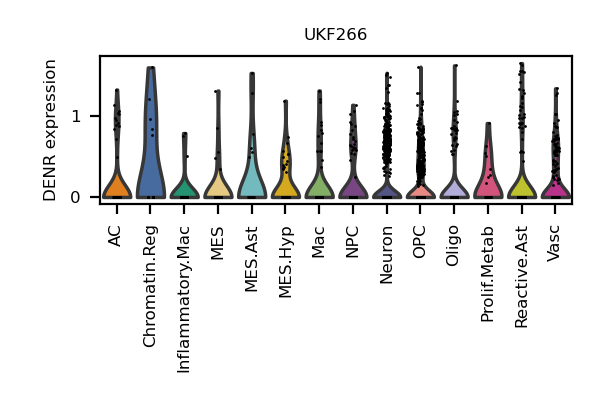 UKF266
DENR expression
1
0
AC
Chromatin.Reg
Inflammatory.Mac
MES
MES.Ast
MES.Hyp
Mac
NPC
Neuron
OPC
Oligo
Prolif.Metab
Reactive.Ast
Vasc